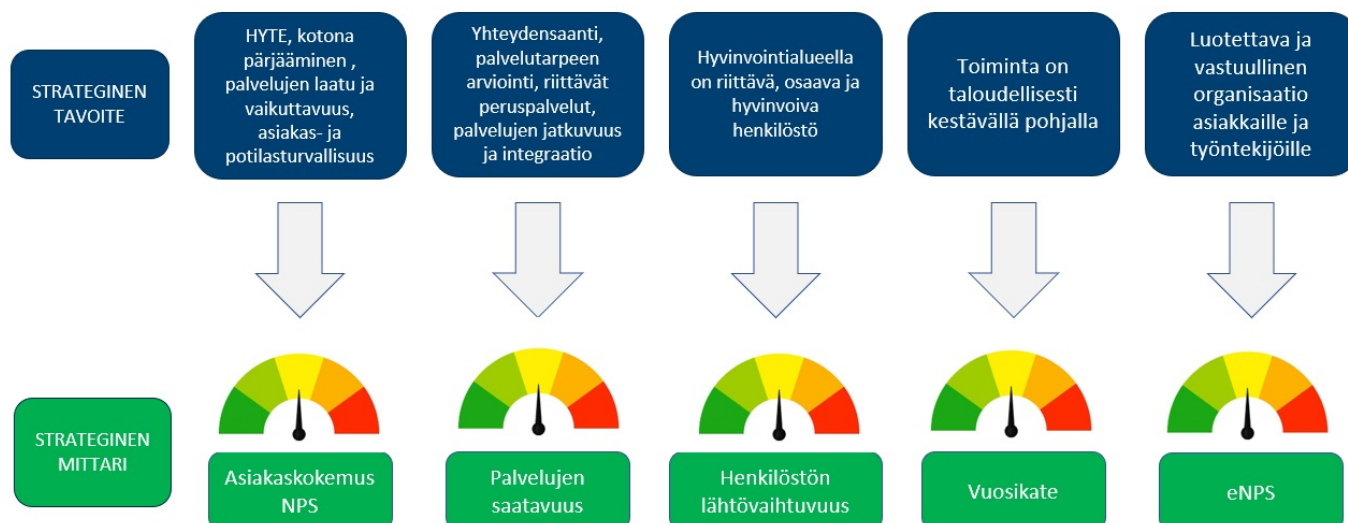 STRATEGINEN
TAVOITE
HYTE, kotona
pärjääminen ,
palvelujen laatu ja
vaikuttavuus,
asiakas- ja
potilasturvallisuus
Yhteydensaanti,
palvelutarpeen
arviointi, riittävät
peruspalvelut,
palvelujen jatkuvuus
ja integraatio
Hyvinvointialueella
on riittävä, osaava ja
hyvinvoiva
henkilöstö
Toiminta on
taloudellisesti
kestävällä pohjalla
Luotettava ja
vastuullinen
organisaatio
asiakkaille ja
työntekijöille
STRATEGINEN
MITTARI
Asiakaskokemus
NPS
Palvelujen
saatavuus
Henkilöstön
lähtövaihtuvuus
Vuosikate
eNPS